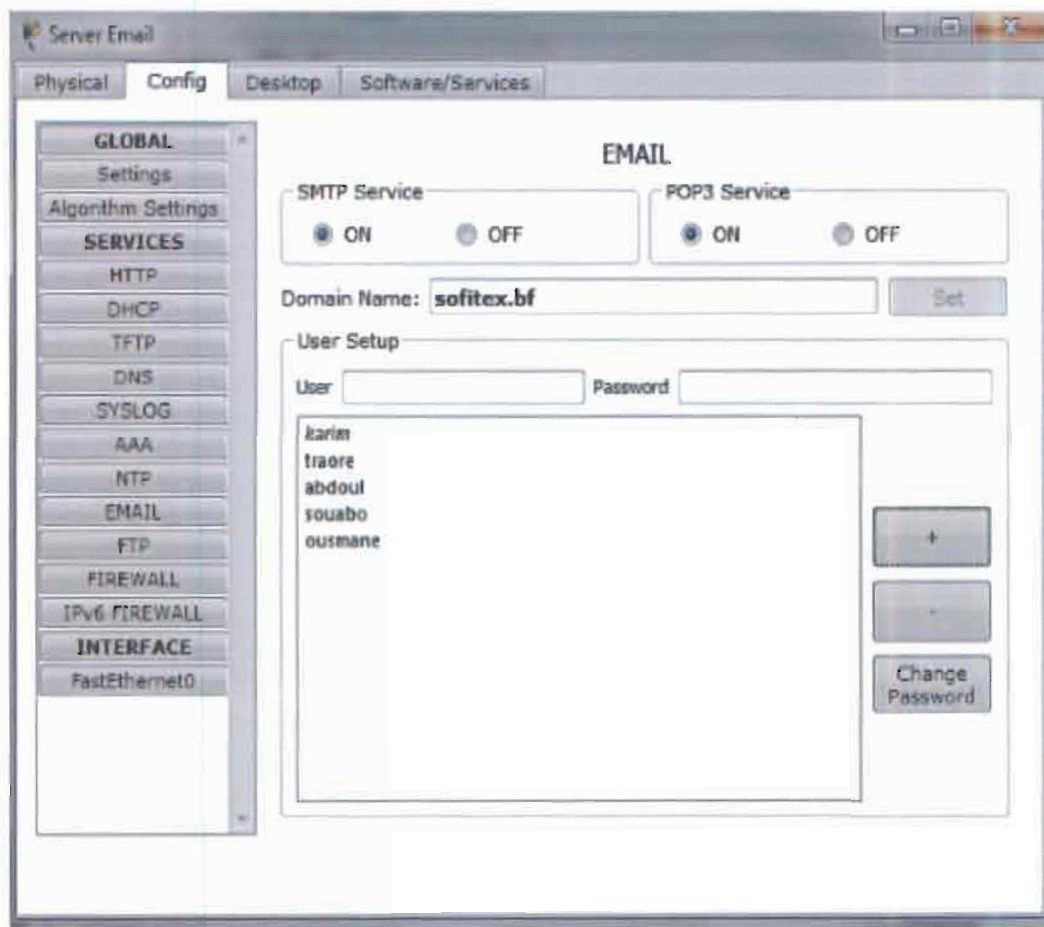 Server Email
Physical Config Desktop Software/Services
GLOBAL
Settings
Algorithm Settings
SERVICES
HTTP
DHCP
TFTP
DNS
SYSLOG
AAA
NTP
EMAIL
FTP
FIREWALL
IPv6 FIREWALL
INTERFACE
FastEthernet0
EMAIL
SMTP Service
ON OFF
POP3 Service
ON OFF
Domain Name: sofitex.bf Set
User Setup
User Password
karim
traore
abdoul
souabo
ousmane
+
-
Change
Password